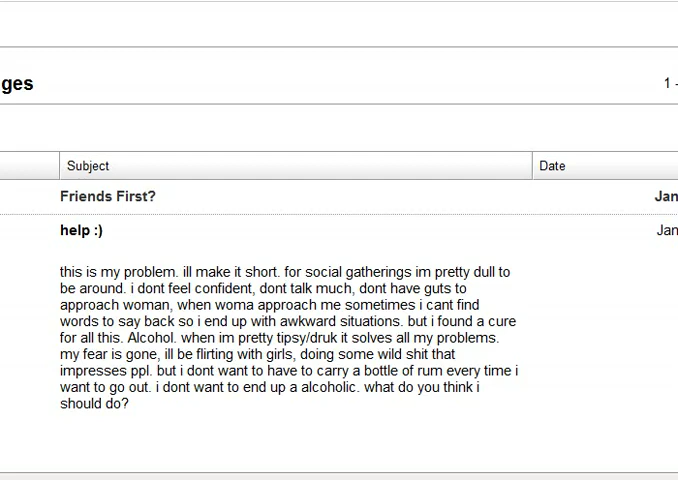 ges
1 -
Subject
Date
Friends First?
Jan
help :)
Jan
this is my problem. ill make it short. for social gatherings im pretty dull to
be around. i dont feel confident, dont talk much, dont have guts to
approach woman, when woma approach me sometimes i cant find
words to say back so i end up with awkward situations. but i found a cure
for all this. Alcohol. when im pretty tipsy/druk it solves all my problems.
my fear is gone, ill be flirting with girls, doing some wild shit that
impresses ppl. but i dont want to have to carry a bottle of rum every time i
want to go out. i dont want to end up a alcoholic. what do you think i
should do?